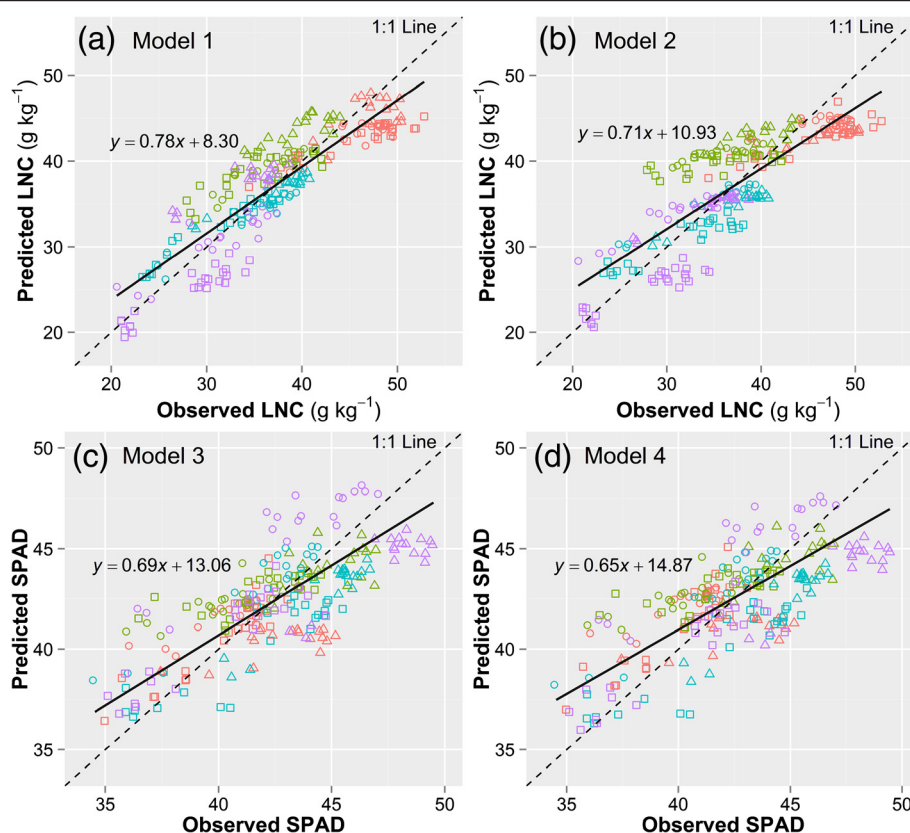 (a) Model 1
1:1 Line
50
40
30
20
y = 0.78x + 8.30
Predicted LNC (g kg⁻¹)
20 30 40 50
Observed LNC (g kg⁻¹)
(b) Model 2
1:1 Line
50
40
30
20
y = 0.71x + 10.93
Predicted LNC (g kg⁻¹)
20 30 40 50
Observed LNC (g kg⁻¹)
(c) Model 3
1:1 Line
50
45
40
35
y = 0.69x + 13.06
Predicted SPAD
35 40 45 50
Observed SPAD
(d) Model 4
1:1 Line
50
45
40
35
y = 0.65x + 14.87
Predicted SPAD
35 40 45 50
Observed SPAD